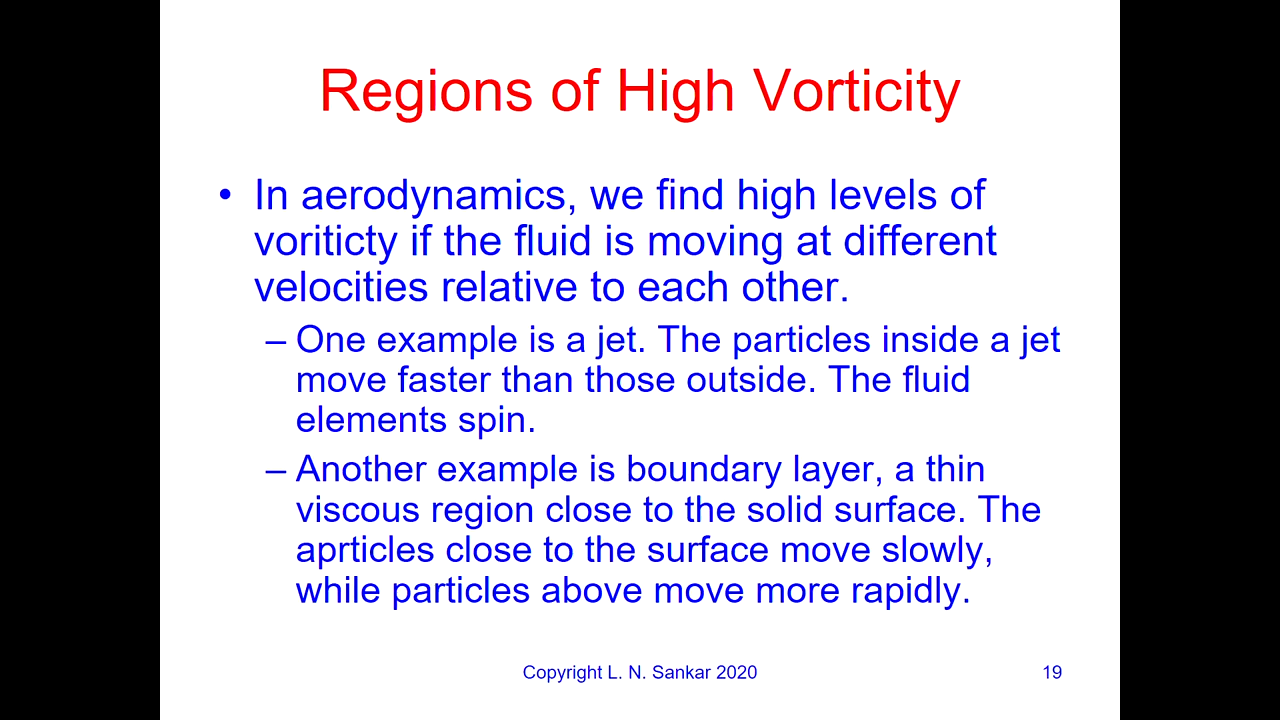 Regions of High Vorticity
• In aerodynamics, we find high levels of
voriticty if the fluid is moving at different
velocities relative to each other.
– One example is a jet. The particles inside a jet
move faster than those outside. The fluid
elements spin.
– Another example is boundary layer, a thin
viscous region close to the solid surface. The
aprticles close to the surface move slowly,
while particles above move more rapidly.
Copyright L. N. Sankar 2020
19